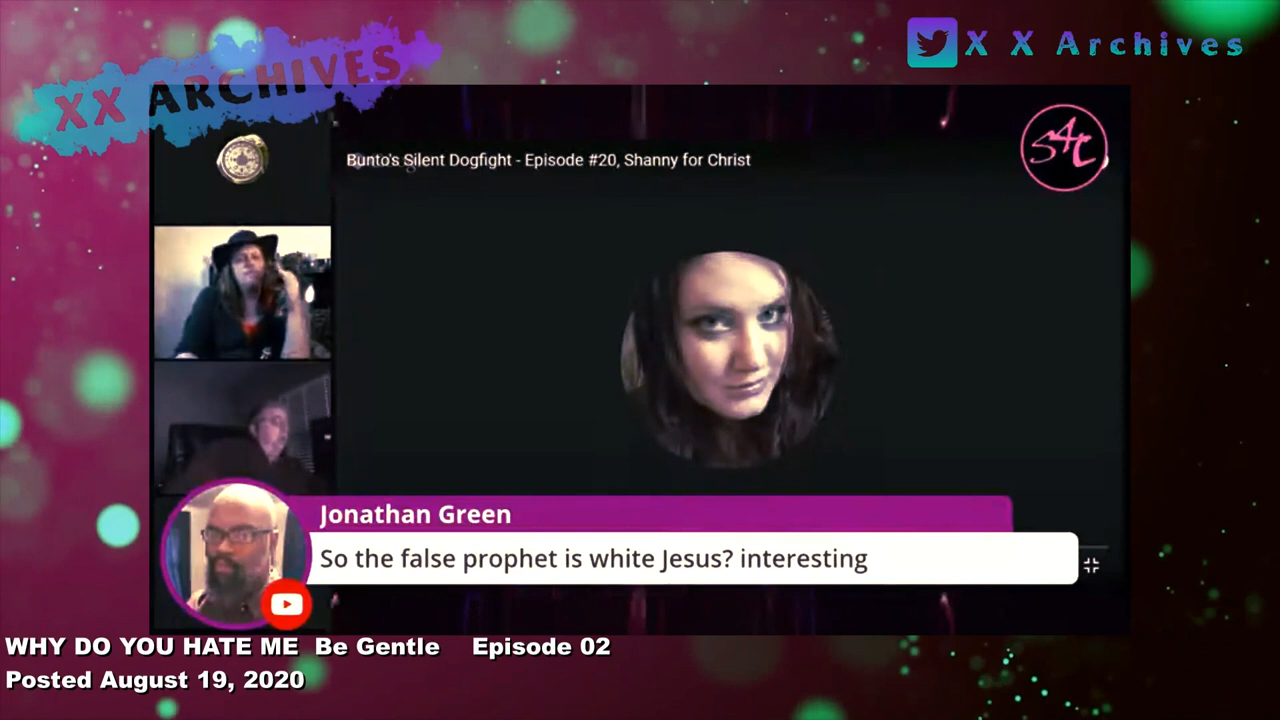 XX ARCHIVES
X X Archives
S4C
Bunto's Silent Dogfight - Episode #20, Shanny for Christ
Jonathan Green
So the false prophet is white Jesus? interesting
WHY DO YOU HATE ME Be Gentle Episode 02
Posted August 19, 2020